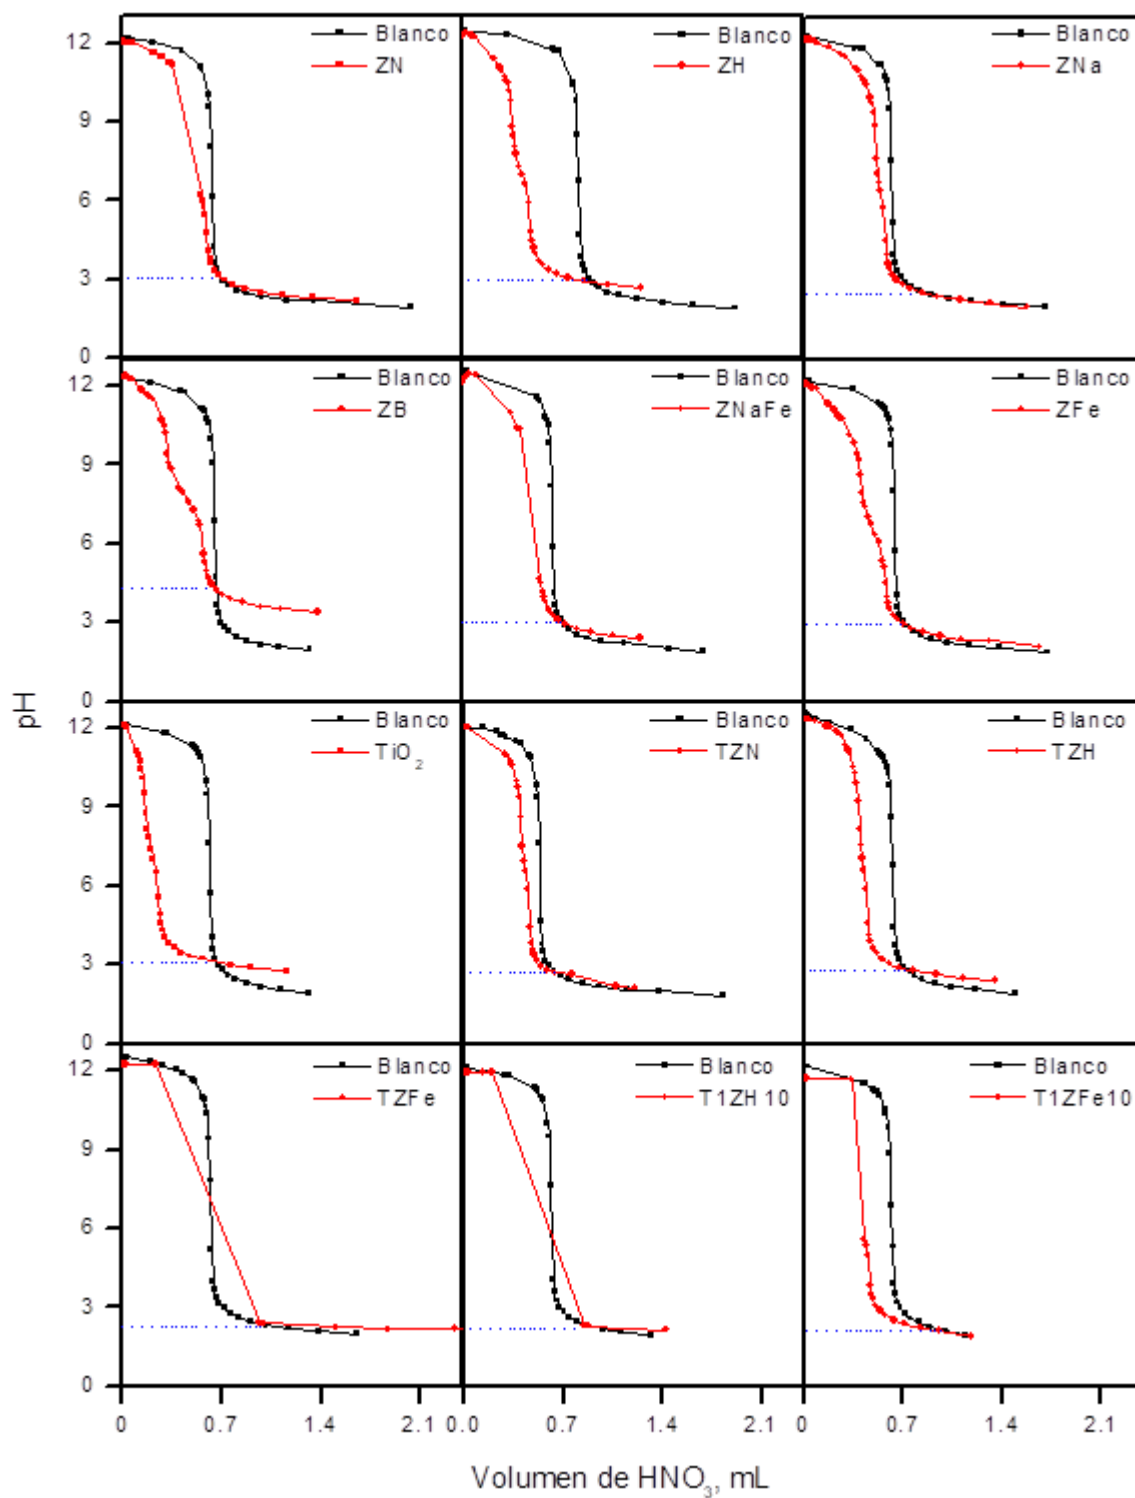 12
9
6
3
0
Blanco
ZN
Blanco
ZH
Blanco
ZNa
12
9
6
3
0
Blanco
ZB
Blanco
ZNaFe
Blanco
ZFe
pH
12
9
6
3
0
Blanco
TiO₂
Blanco
TZN
Blanco
TZH
12
9
6
3
0
Blanco
TZFe
Blanco
T1ZH10
Blanco
T1ZFe10
0 0.7 1.4 2.1 0.0 0.7 1.4 2.1 0 0.7 1.4 2.1
Volumen de HNO₃, mL